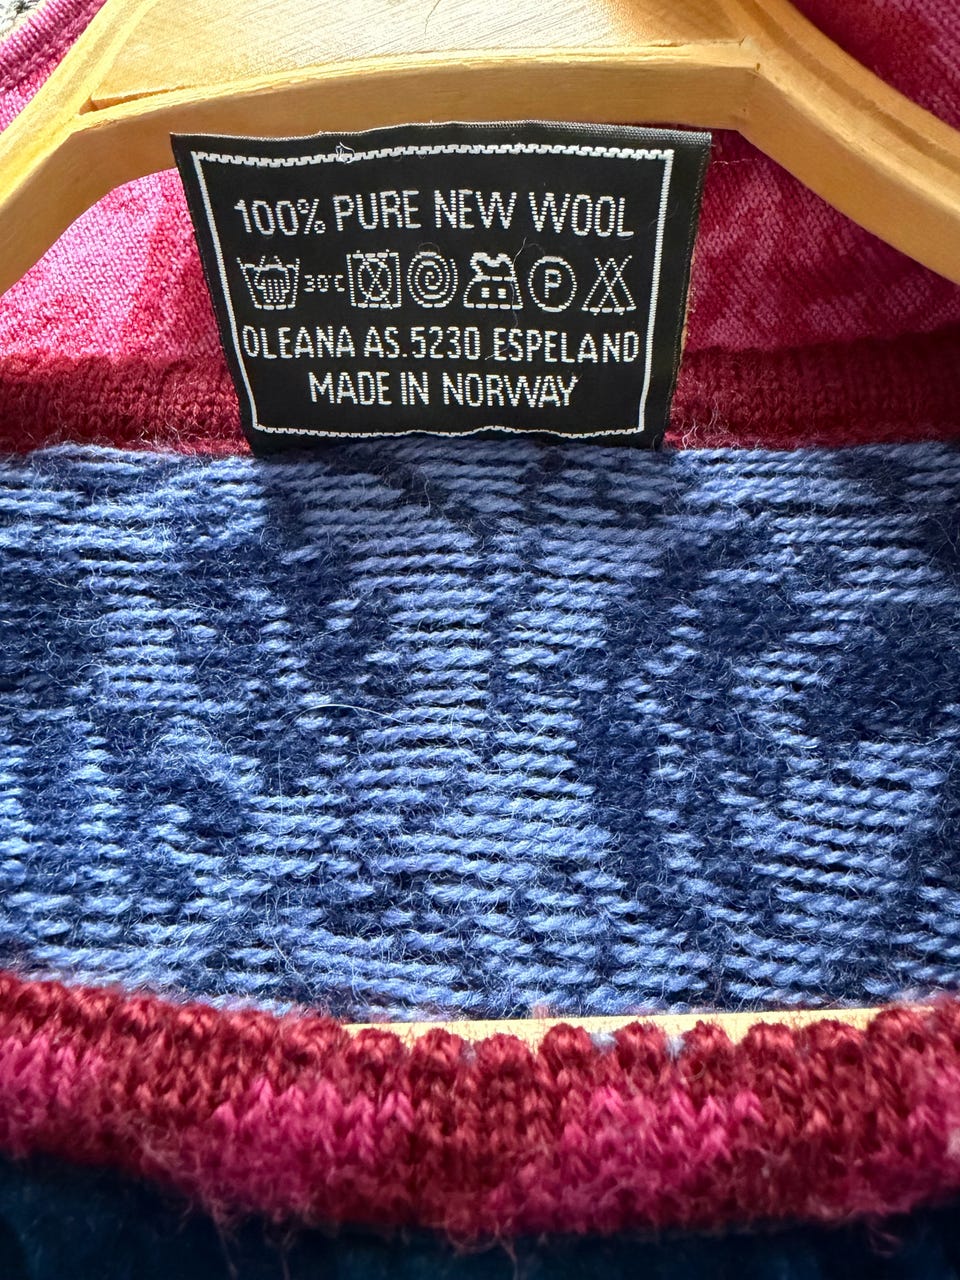 100% PURE NEW WOOL
30°C P
OLEANA AS. 5230 ESPELAND
MADE IN NORWAY